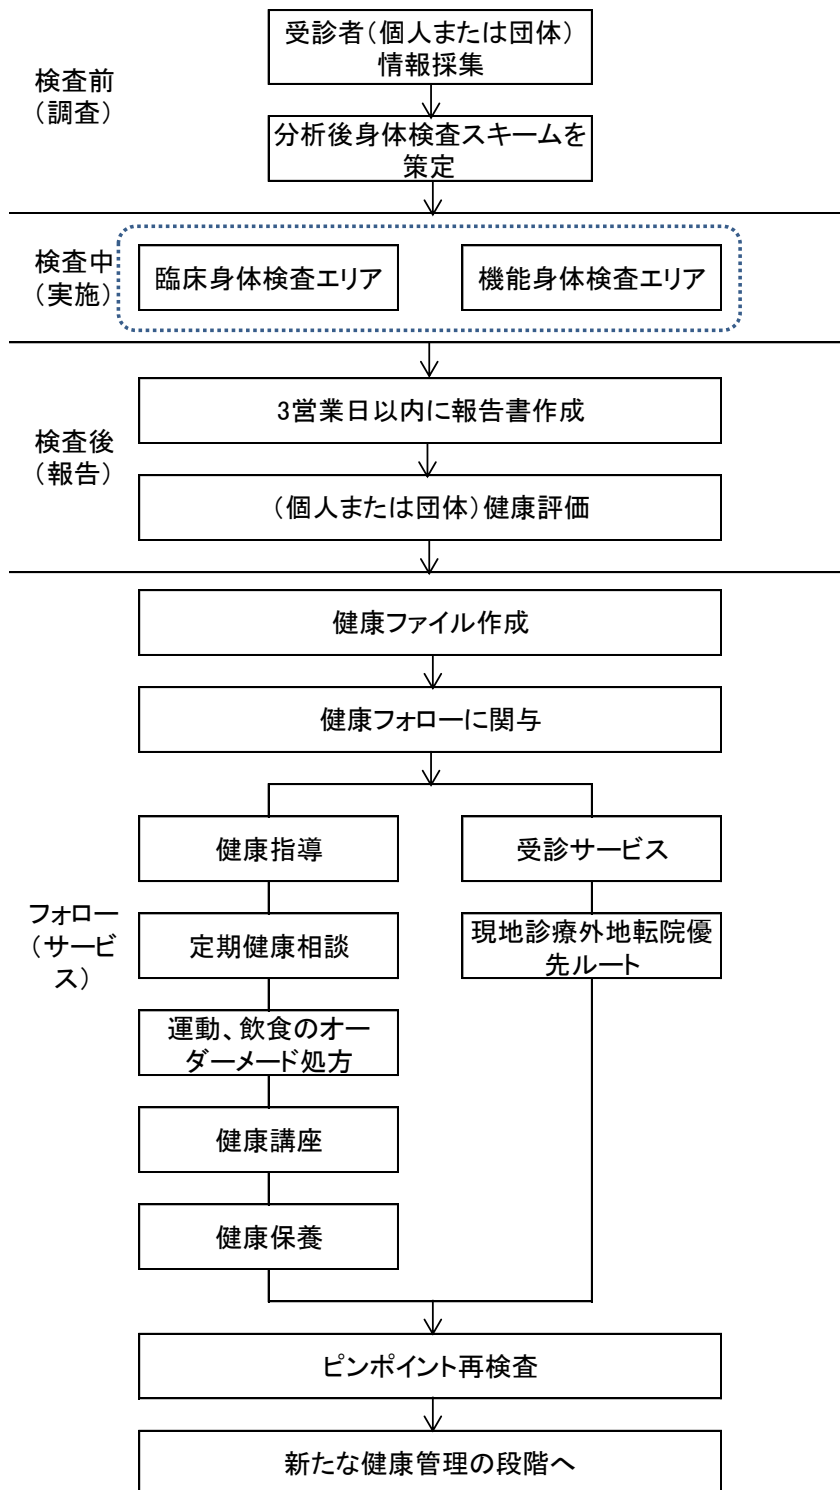 受診者（個人または団体）
情報採集
検査前
（調査）
分析後身体検査スキームを
策定
検査中
（実施）
臨床身体検査エリア
機能身体検査エリア
3営業日以内に報告書作成
検査後
（報告）
（個人または団体）健康評価
健康ファイル作成
健康フォローに関与
健康指導
受診サービス
フォロー
（サービ
ス）
定期健康相談
現地診療外地転院優
先ルート
運動、飲食のオー
ダーメード処方
健康講座
健康保養
ピンポイント再検査
新たな健康管理の段階へ